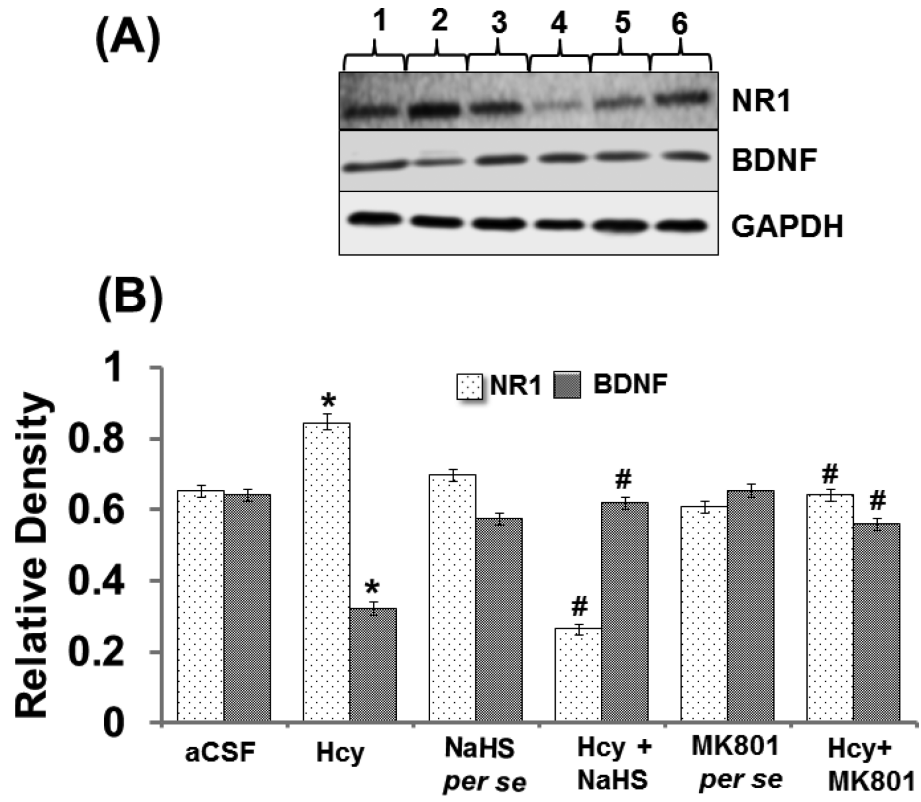 (A)
1 2 3 4 5 6
NR1
BDNF
GAPDH
(B)
Relative Density
1
0.8
0.6
0.4
0.2
0
NR1 BDNF
*
*
#
#
#
#
aCSF
Hcy
NaHS
per se
Hcy +
NaHS
MK801
per se
Hcy+
MK801